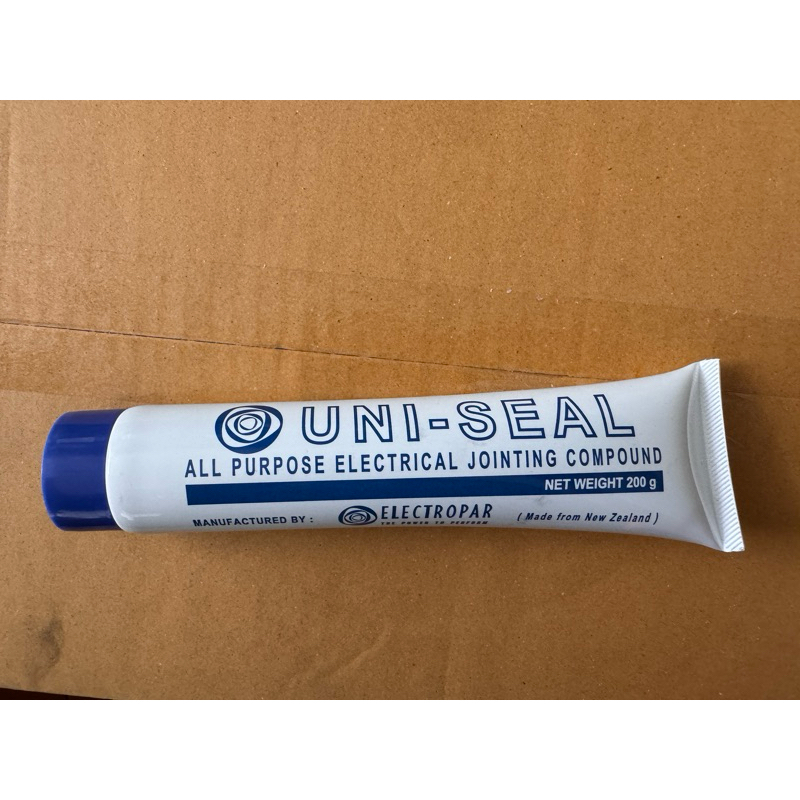 UNI-SEAL
ALL PURPOSE ELECTRICAL JOINTING COMPOUND
NET WEIGHT 200 g
MANUFACTURED BY : ELECTROPAR ( Made from New Zealand )
THE POWER TO PERFORM